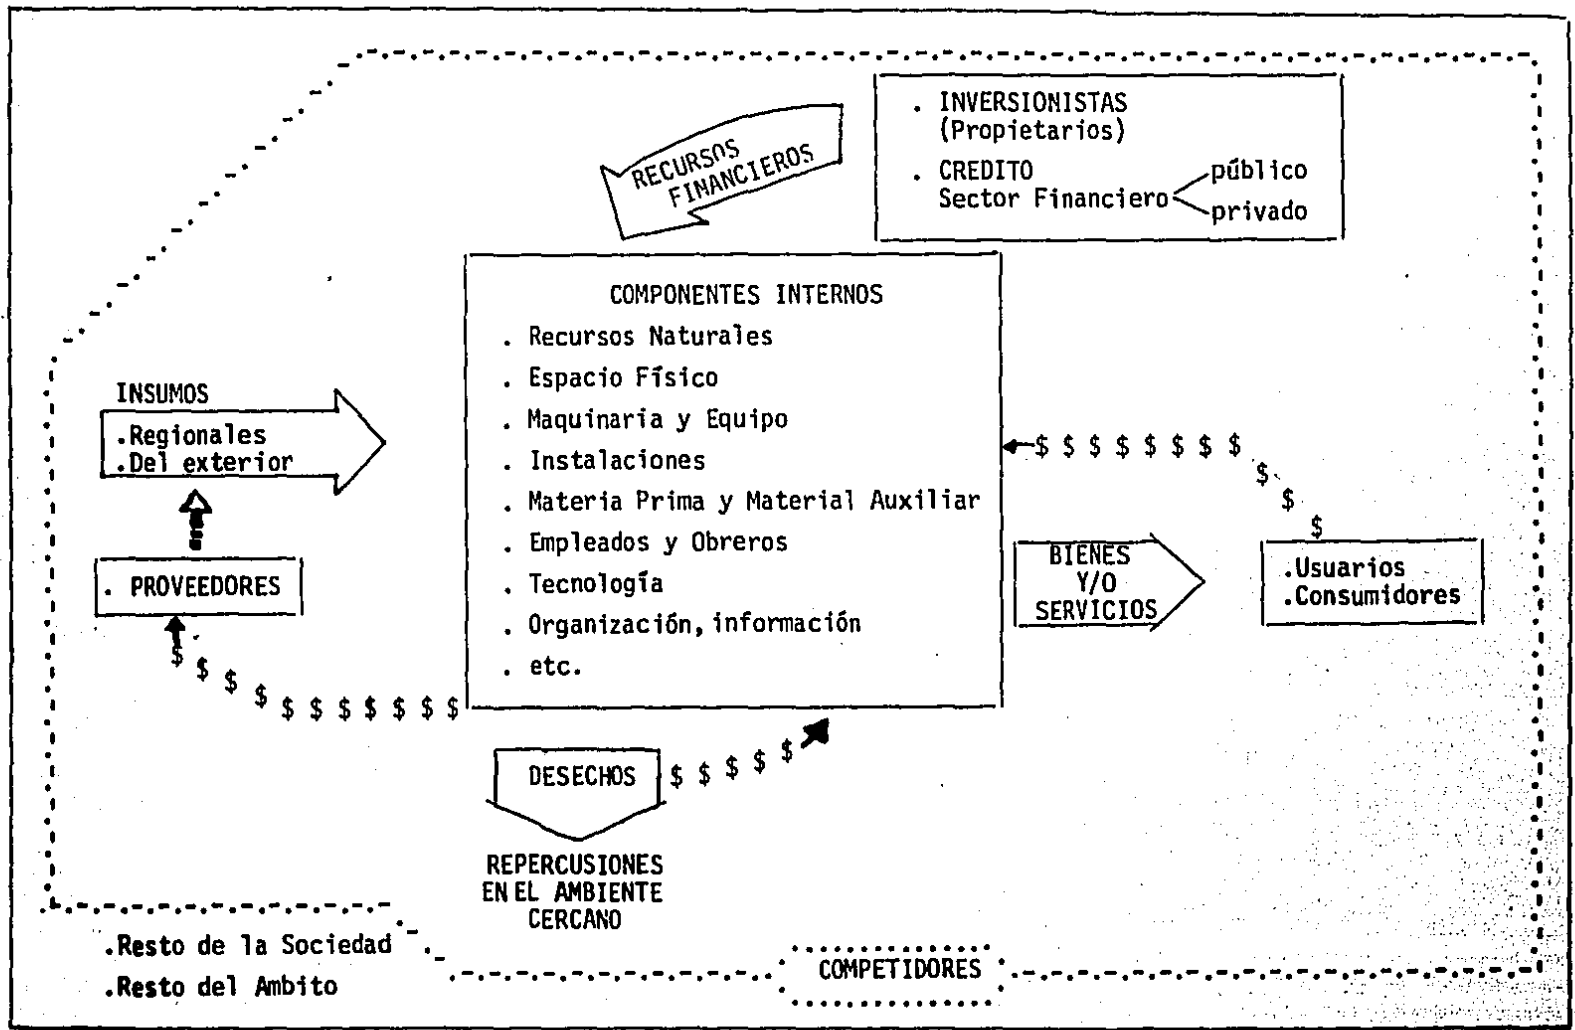 . INVERSIONISTAS
(Propietarios)
. CREDITO
Sector Financiero
público
privado
RECURSOS
FINANCIEROS
COMPONENTES INTERNOS
. Recursos Naturales
. Espacio Físico
. Maquinaria y Equipo
. Instalaciones
. Materia Prima y Material Auxiliar
. Empleados y Obreros
. Tecnología
. Organización, información
. etc.
INSUMOS
.Regionales
.Del exterior
. PROVEEDORES
$ $ $ $ $ $ $ $ $ $ $
$ $ $ $ $ $ $ $
$
$
$
BIENES
Y/O
SERVICIOS
.Usuarios
.Consumidores
DESECHOS
$ $ $ $ $
REPERCUSIONES
EN EL AMBIENTE
CERCANO
.Resto de la Sociedad
.Resto del Ambito
COMPETIDORES